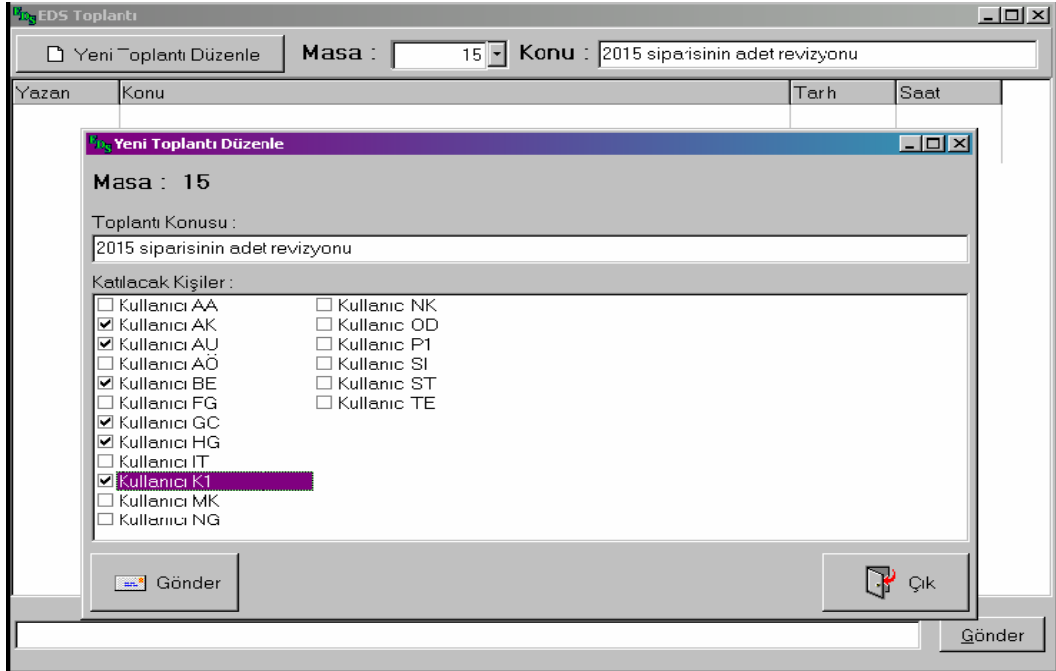 EDS Toplantı
Yeni Toplantı Düzenle Masa : 15 Konu : 2015 siparisinin adet revizyonu
Yazan Konu Tarh Saat
EDS Yeni Toplantı Düzenle
Masa : 15
Toplantı Konusu :
2015 siparisinin adet revizyonu
Katılacak Kişiler :
Kullanıcı AA Kullanıc NK
Kullanıcı AK Kullanıc OD
Kullanıcı AU Kullanıc P1
Kullanıcı AÖ Kullanıc SI
Kullanıcı BE Kullanıc ST
Kullanıcı FG Kullanıc TE
Kullanıcı GC
Kullanıcı HG
Kullanıcı IT
Kullanıcı K1
Kullanıcı MK
Kullanıcı NG
Gönder Çık
Gönder